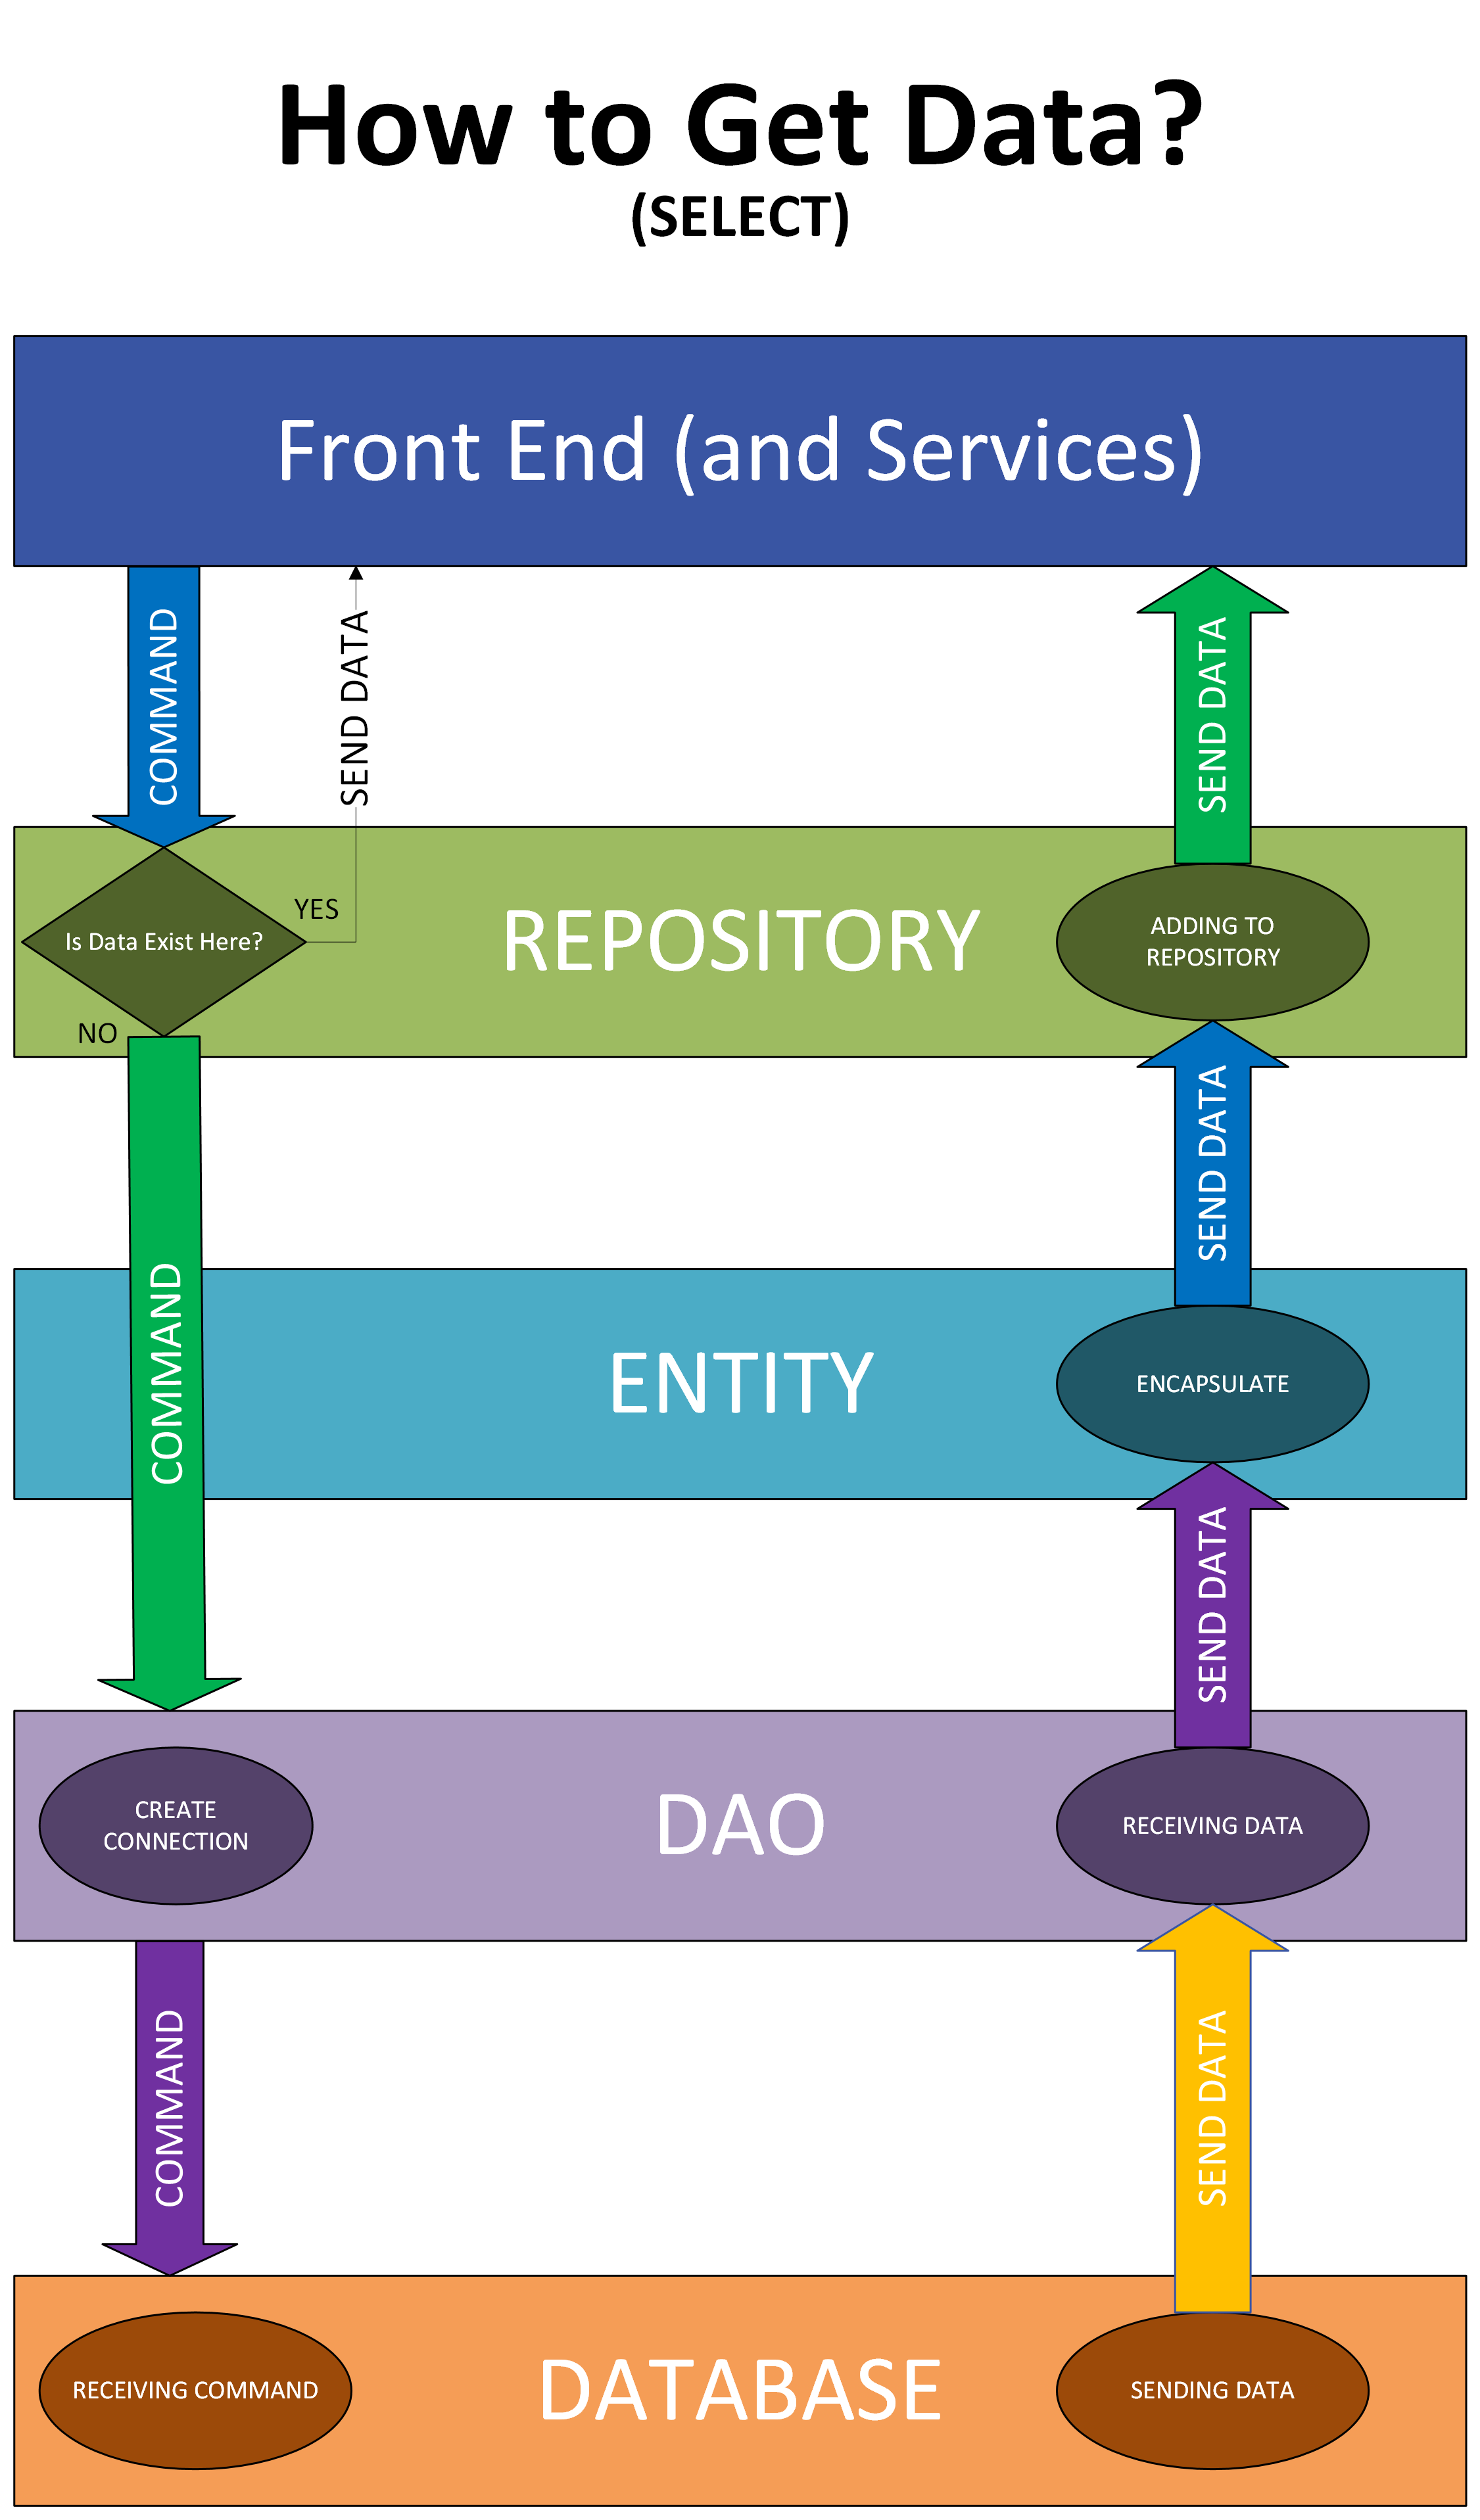 How to Get Data?
(SELECT)
Front End (and Services)
COMMAND
SEND DATA
SEND DATA
Is Data Exist Here?
YES
NO
REPOSITORY
ADDING TO
REPOSITORY
COMMAND
SEND DATA
ENTITY
ENCAPSULATE
SEND DATA
CREATE
CONNECTION
DAO
RECEIVING DATA
COMMAND
SEND DATA
RECEIVING COMMAND
DATABASE
SENDING DATA